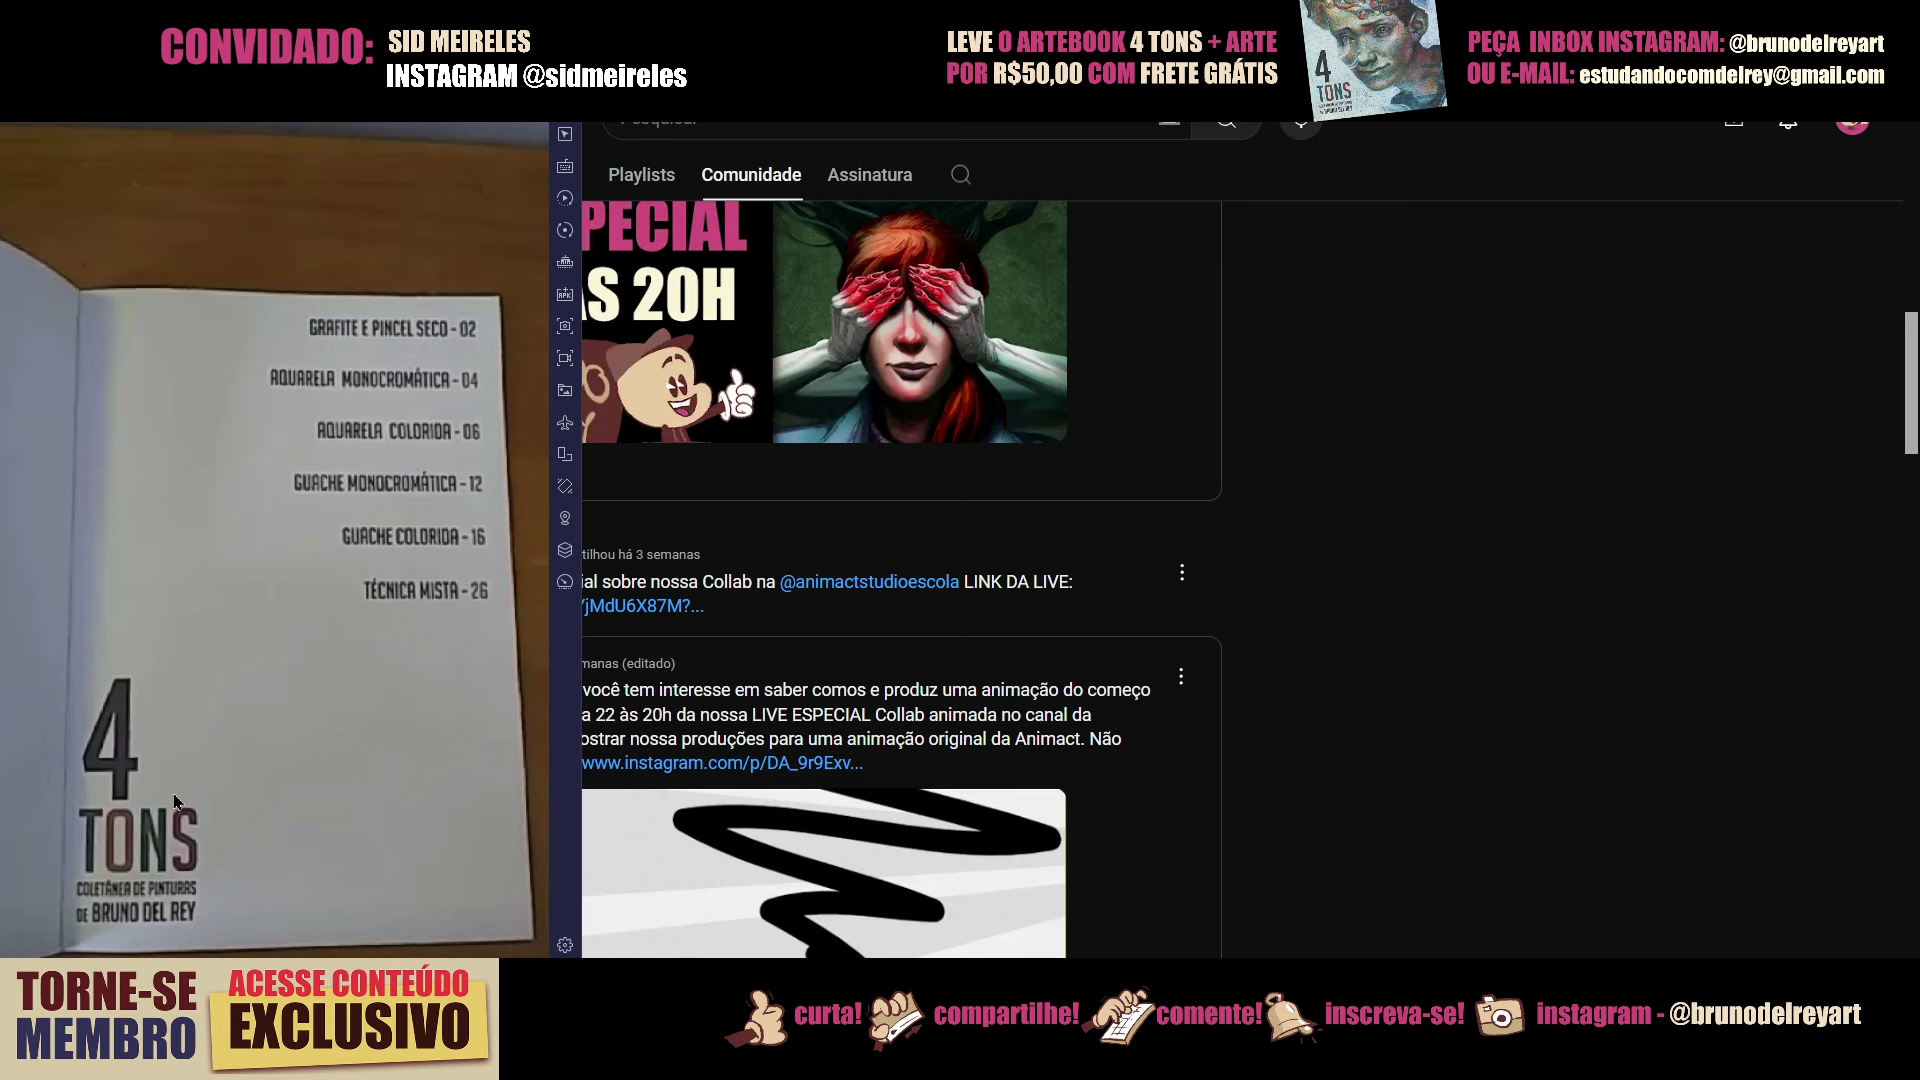 CONVIDADO:
SID MEIRELES
INSTAGRAM @sidmeireles
LEVE O ARTEBOOK 4 TONS + ARTE
POR R$50,00 COM FRETE GRÁTIS
4
TONS
PEÇA INBOX INSTAGRAM: @brunodelreyart
OU E-MAIL: estudandocomdelrey@gmail.com
Playlists
Comunidade
Assinatura
PECIAL
ÀS 20H
GRAFITE E PINCEL SECO - 02
AQUARELA MONOCROMÁTICA - 04
AQUARELA COLORIDA - 06
GUACHE MONOCROMÁTICA - 12
GUACHE COLORIDA - 16
TÉCNICA MISTA - 26
4
TONS
COLETÂNEA DE PINTURAS
DE BRUNO DEL REY
tilhou há 3 semanas
ial sobre nossa Collab na @animactstudioescola LINK DA LIVE:
/jMdU6X87M?...
manas (editado)
você tem interesse em saber comos e produz uma animação do começo
a 22 às 20h da nossa LIVE ESPECIAL Collab animada no canal da
ostrar nossa produções para uma animação original da Animact. Não
www.instagram.com/p/DA_9r9Exv...
TORNE-SE
MEMBRO
ACESSE CONTEÚDO
EXCLUSIVO
curta!
compartilhe!
comente!
inscreva-se!
instagram - @brunodelreyart